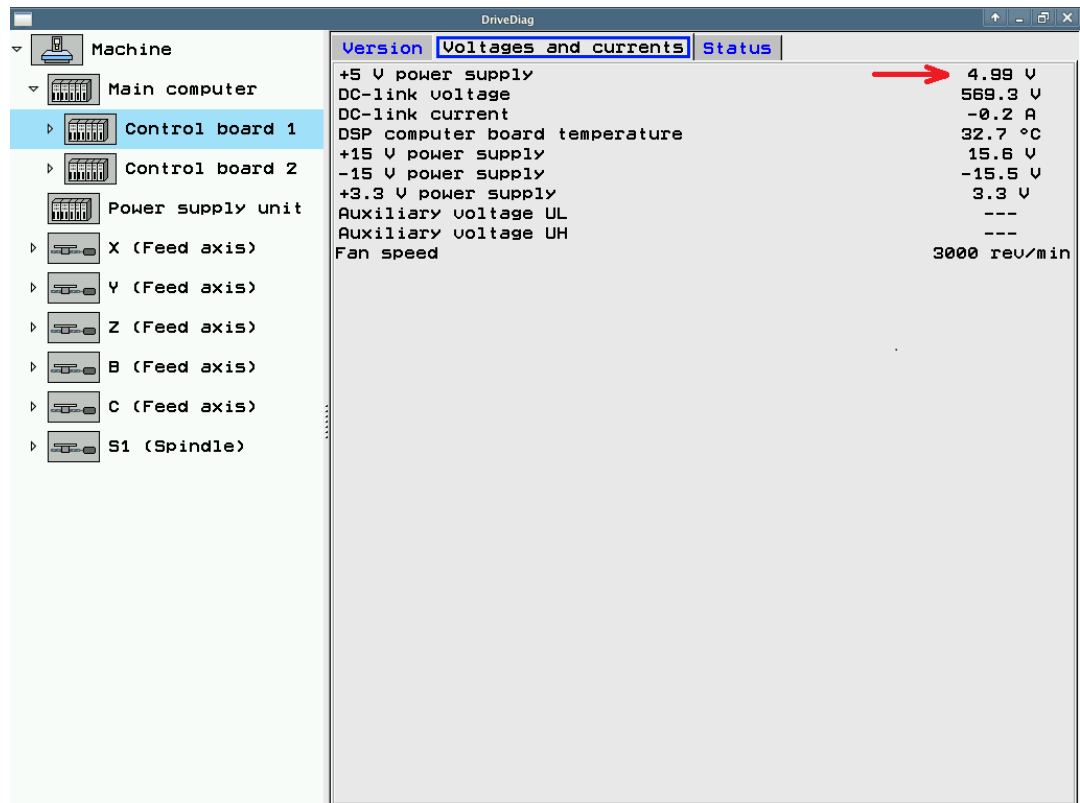 DriveDiag
Machine
Main computer
Control board 1
Control board 2
Power supply unit
X (Feed axis)
Y (Feed axis)
Z (Feed axis)
B (Feed axis)
C (Feed axis)
S1 (Spindle)
Version Voltages and currents Status
+5 V power supply 4.99 V
DC-link voltage 569.3 V
DC-link current -0.2 A
DSP computer board temperature 32.7 °C
+15 V power supply 15.6 V
-15 V power supply -15.5 V
+3.3 V power supply 3.3 V
Auxiliary voltage UL ---
Auxiliary voltage UH ---
Fan speed 3000 rev/min